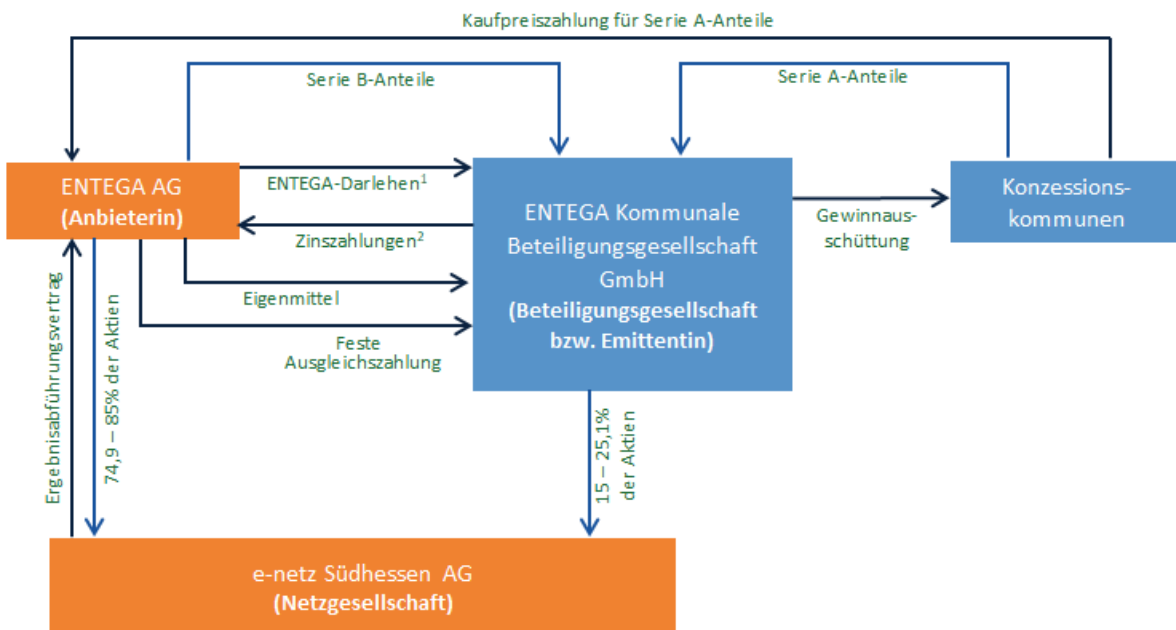 Kaufpreiszahlung für Serie A-Anteile
Serie B-Anteile
Serie A-Anteile
ENTEGA AG
(Anbieterin)
ENTEGA-Darlehen¹
Zinszahlungen²
Eigenmittel
Feste
Ausgleichszahlung
ENTEGA Kommunale
Beteiligungsgesellschaft
GmbH
(Beteiligungsgesellschaft
bzw. Emittentin)
Gewinnaus-
schüttung
Konzessions-
kommunen
Ergebnisabführungsvertrag
74,9 – 85% der Aktien
15 – 25,1%
der Aktien
e-netz Südhessen AG
(Netzgesellschaft)